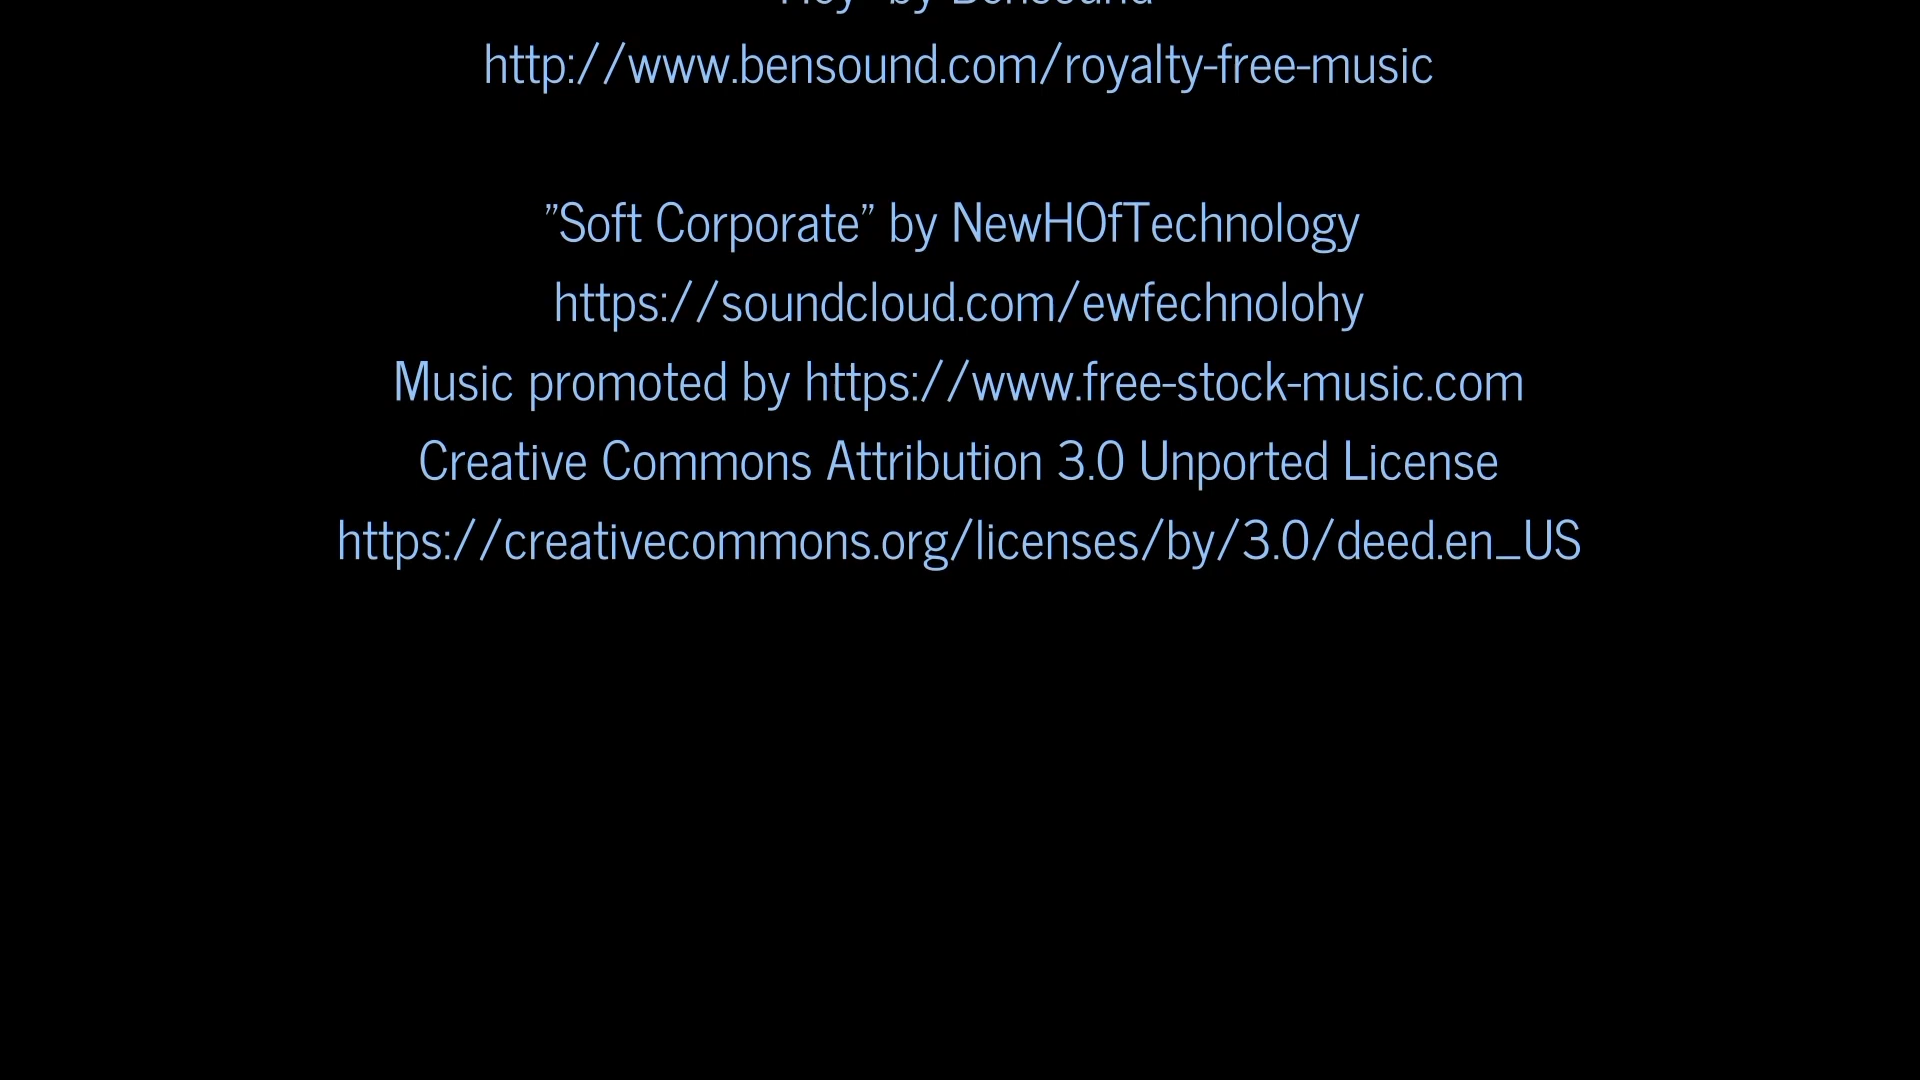 by Bensound
http://www.bensound.com/royalty-free-music
"Soft Corporate" by NewHOfTechnology
https://soundcloud.com/ewfechnolohy
Music promoted by https://www.free-stock-music.com
Creative Commons Attribution 3.0 Unported License
https://creativecommons.org/licenses/by/3.0/deed.en_US